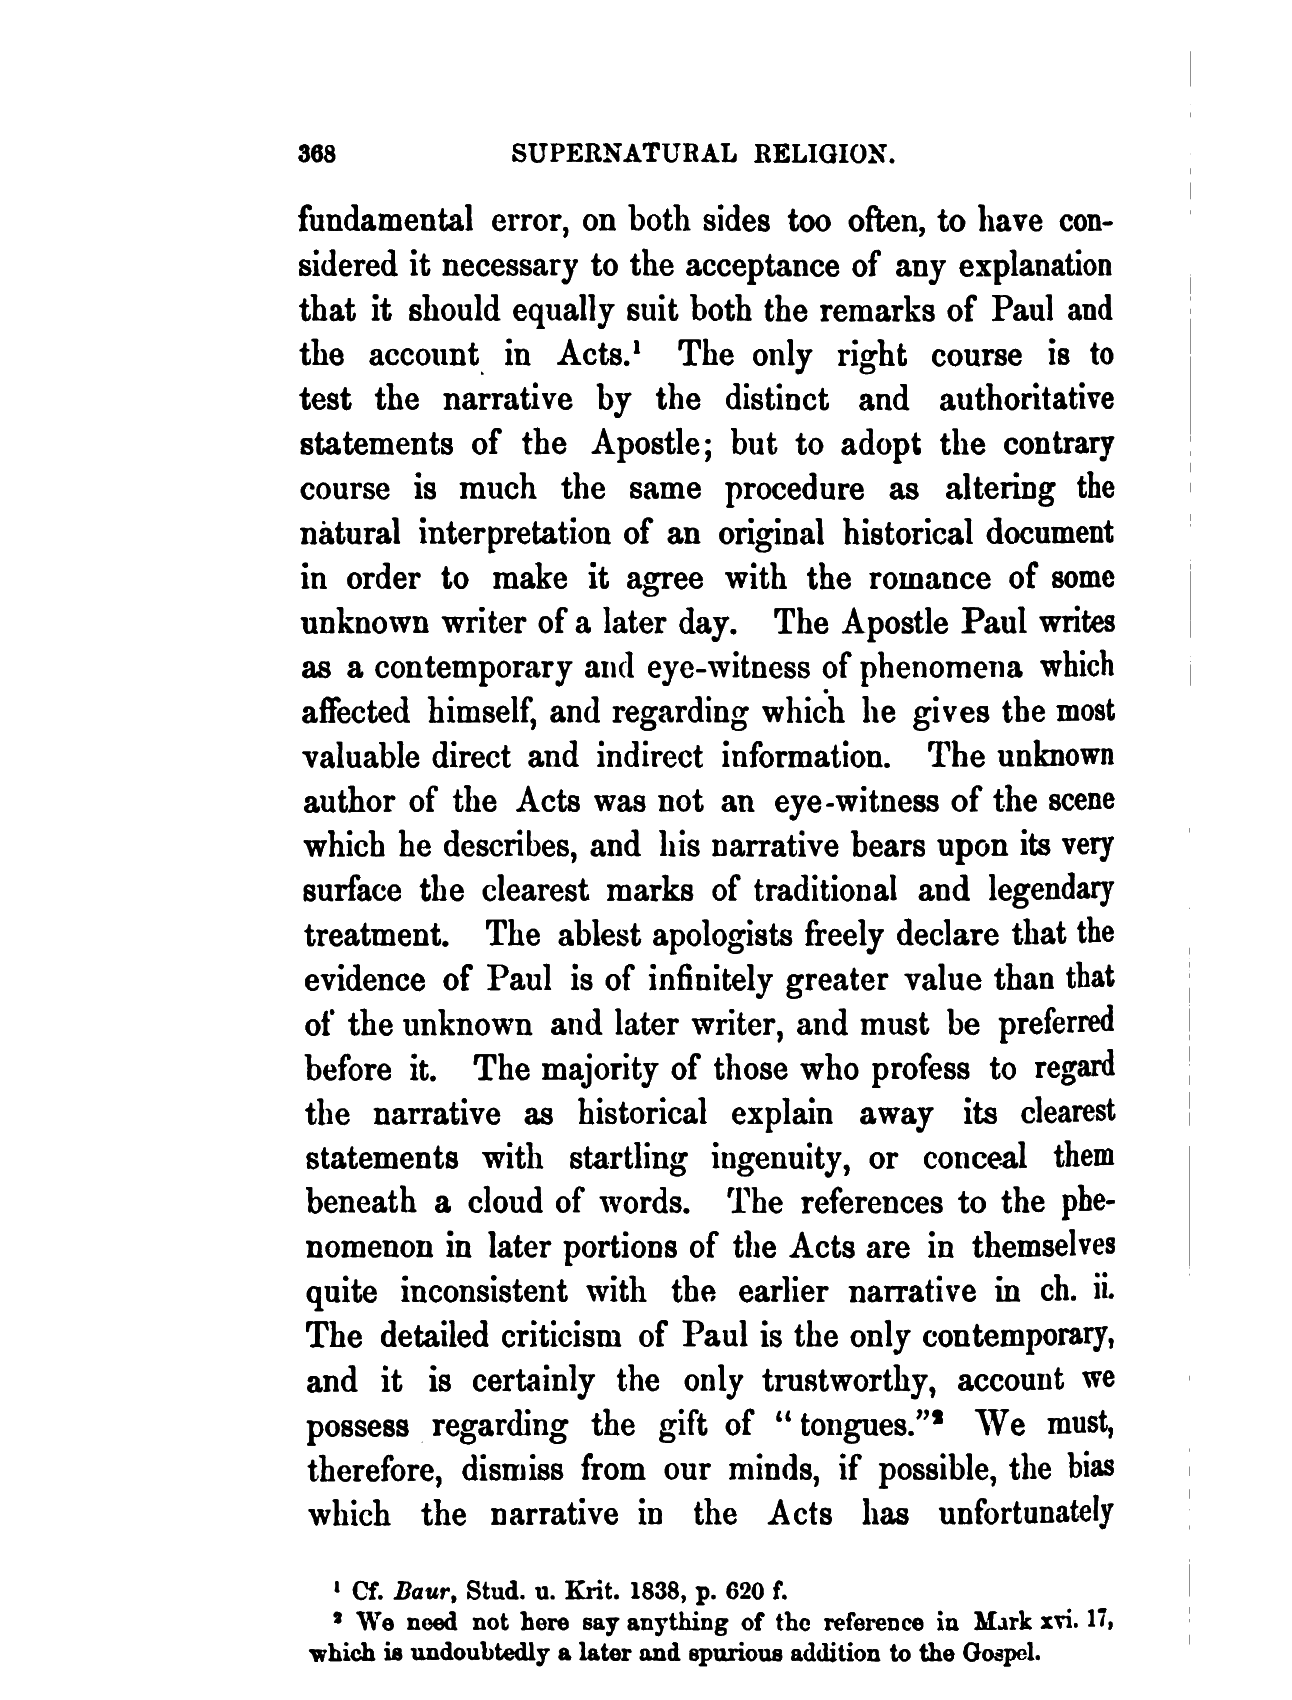 368 SUPERNATURAL RELIGION.
fundamental error, on both sides too often, to have con-
sidered it necessary to the acceptance of any explanation
that it should equally suit both the remarks of Paul and
the account in Acts.¹ The only right course is to
test the narrative by the distinct and authoritative
statements of the Apostle; but to adopt the contrary
course is much the same procedure as altering the
natural interpretation of an original historical document
in order to make it agree with the romance of some
unknown writer of a later day. The Apostle Paul writes
as a contemporary and eye-witness of phenomena which
affected himself, and regarding which he gives the most
valuable direct and indirect information. The unknown
author of the Acts was not an eye-witness of the scene
which he describes, and his narrative bears upon its very
surface the clearest marks of traditional and legendary
treatment. The ablest apologists freely declare that the
evidence of Paul is of infinitely greater value than that
of the unknown and later writer, and must be preferred
before it. The majority of those who profess to regard
the narrative as historical explain away its clearest
statements with startling ingenuity, or conceal them
beneath a cloud of words. The references to the phe-
nomenon in later portions of the Acts are in themselves
quite inconsistent with the earlier narrative in ch. ii.
The detailed criticism of Paul is the only contemporary,
and it is certainly the only trustworthy, account we
possess regarding the gift of “tongues.”² We must,
therefore, dismiss from our minds, if possible, the bias
which the narrative in the Acts has unfortunately
¹ Cf. Baur, Stud. u. Krit. 1838, p. 620 f.
² We need not here say anything of the reference in Mark xvi. 17,
which is undoubtedly a later and spurious addition to the Gospel.